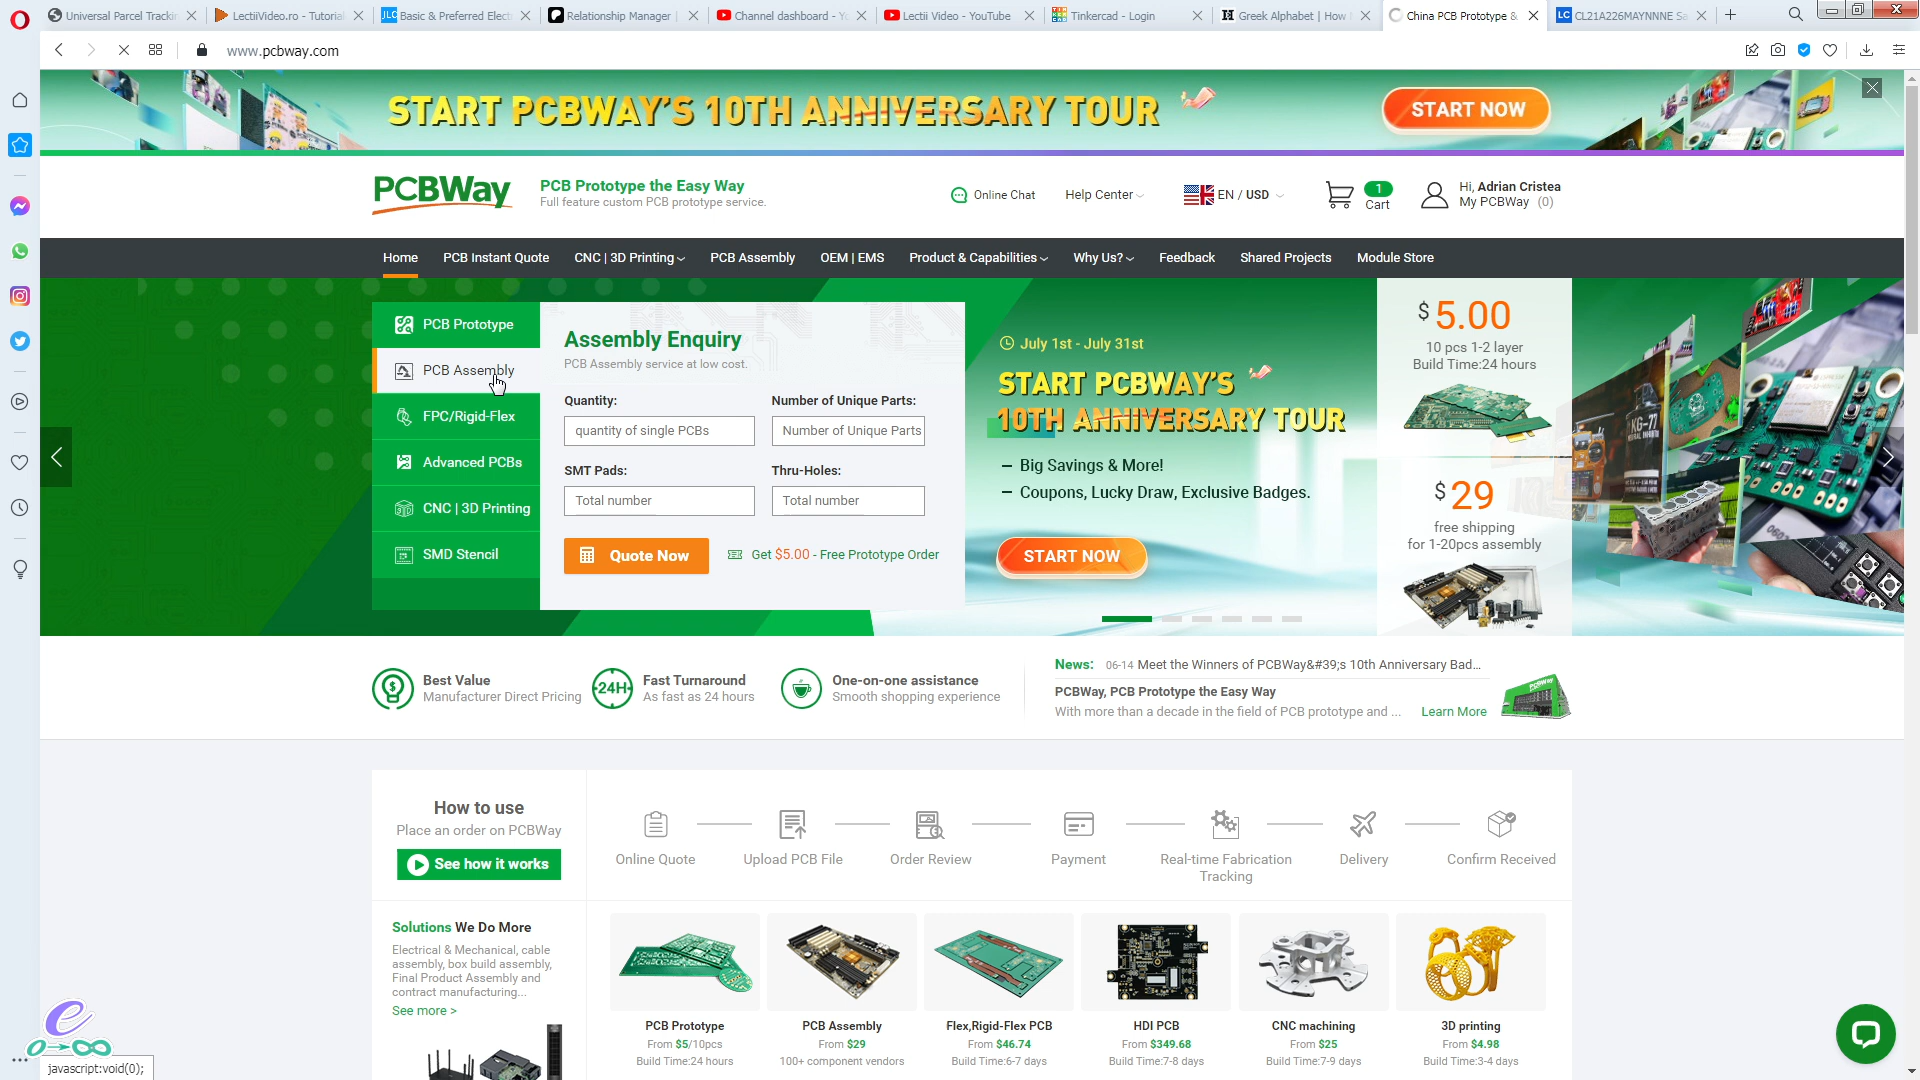 Universal Parcel Trackin
LectiiVideo.ro - Tutorial
Basic & Preferred Elect
Relationship Manager |
Channel dashboard - Yo
Lectii Video - YouTube
Tinkercad - Login
Greek Alphabet | How
China PCB Prototype &
CL21A226MAYNNNE Sa
www.pcbway.com
START PCBWAY'S 10TH ANNIVERSARY TOUR
START NOW
PCBWay
PCB Prototype the Easy Way
Full feature custom PCB prototype service.
Online Chat
Help Center
EN / USD
1
Cart
Hi, Adrian Cristea
My PCBWay (0)
Home
PCB Instant Quote
CNC | 3D Printing
PCB Assembly
OEM | EMS
Product & Capabilities
Why Us?
Feedback
Shared Projects
Module Store
PCB Prototype
PCB Assembly
FPC/Rigid-Flex
Advanced PCBs
CNC | 3D Printing
SMD Stencil
Assembly Enquiry
PCB Assembly service at low cost.
Quantity:
Number of Unique Parts:
quantity of single PCBs
Number of Unique Parts
SMT Pads:
Thru-Holes:
Total number
Total number
Quote Now
Get $5.00 - Free Prototype Order
July 1st - July 31st
START PCBWAY'S
10TH ANNIVERSARY TOUR
– Big Savings & More!
– Coupons, Lucky Draw, Exclusive Badges.
START NOW
$5.00
10 pcs 1-2 layer
Build Time:24 hours
$29
free shipping
for 1-20pcs assembly
KG-71
Best Value
Manufacturer Direct Pricing
24H
Fast Turnaround
As fast as 24 hours
One-on-one assistance
Smooth shopping experience
News: 06-14 Meet the Winners of PCBWay&#39;s 10th Anniversary Bad...
PCBWay, PCB Prototype the Easy Way
With more than a decade in the field of PCB prototype and ... Learn More
How to use
Place an order on PCBWay
See how it works
Online Quote
Upload PCB File
Order Review
Payment
Real-time Fabrication
Tracking
Delivery
Confirm Received
Solutions We Do More
Electrical & Mechanical, cable
assembly, box build assembly,
Final Product Assembly and
contract manufacturing...
See more >
PCB Prototype
From $5/10pcs
Build Time:24 hours
PCB Assembly
From $29
100+ component vendors
Flex,Rigid-Flex PCB
From $46.74
Build Time:6-7 days
HDI PCB
From $349.68
Build Time:7-8 days
CNC machining
From $25
Build Time:7-9 days
3D printing
From $4.98
Build Time:3-4 days
javascript:void(0);